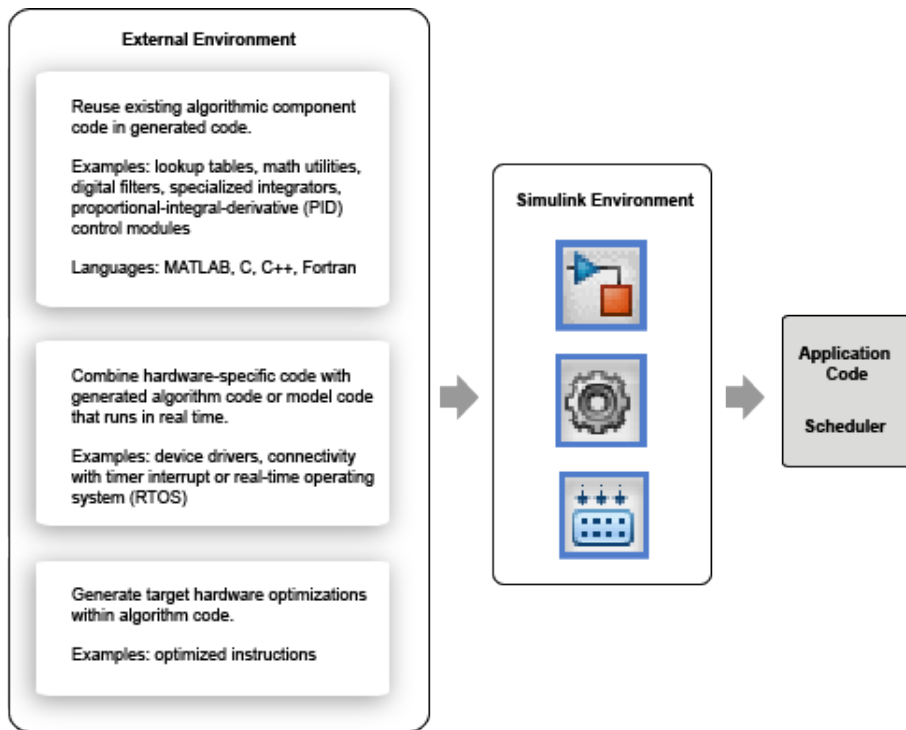 External Environment
Reuse existing algorithmic component
code in generated code.
Examples: lookup tables, math utilities,
digital filters, specialized integrators,
proportional-integral-derivative (PID)
control modules
Languages: MATLAB, C, C++, Fortran
Combine hardware-specific code with
generated algorithm code or model code
that runs in real time.
Examples: device drivers, connectivity
with timer interrupt or real-time operating
system (RTOS)
Generate target hardware optimizations
within algorithm code.
Examples: optimized instructions
Simulink Environment
Application
Code
Scheduler